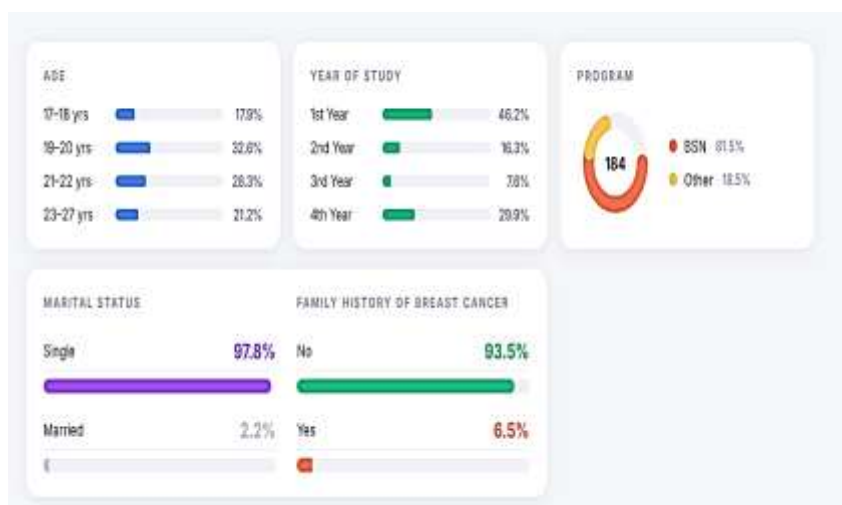 AGE
17-18 yrs 17.9%
19-20 yrs 32.6%
21-22 yrs 28.3%
23-27 yrs 21.2%
YEAR OF STUDY
1st Year 46.2%
2nd Year 16.3%
3rd Year 7.6%
4th Year 29.9%
PROGRAM
184
BSN 81.5%
Other 18.5%
MARITAL STATUS
Single 97.8%
Married 2.2%
FAMILY HISTORY OF BREAST CANCER
No 93.5%
Yes 6.5%